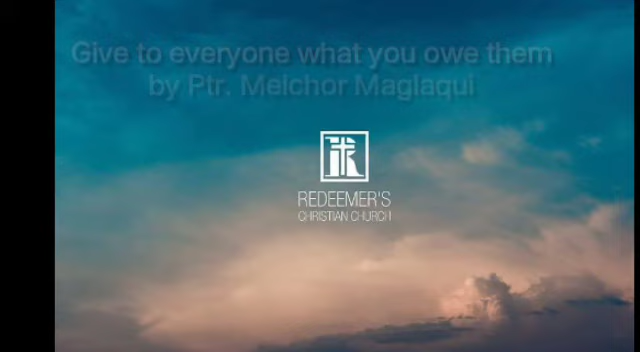 Give to everyone what you owe them
by Ptr. Melchor Maglaqui
REDEEMER'S
CHRISTIAN CHURCH